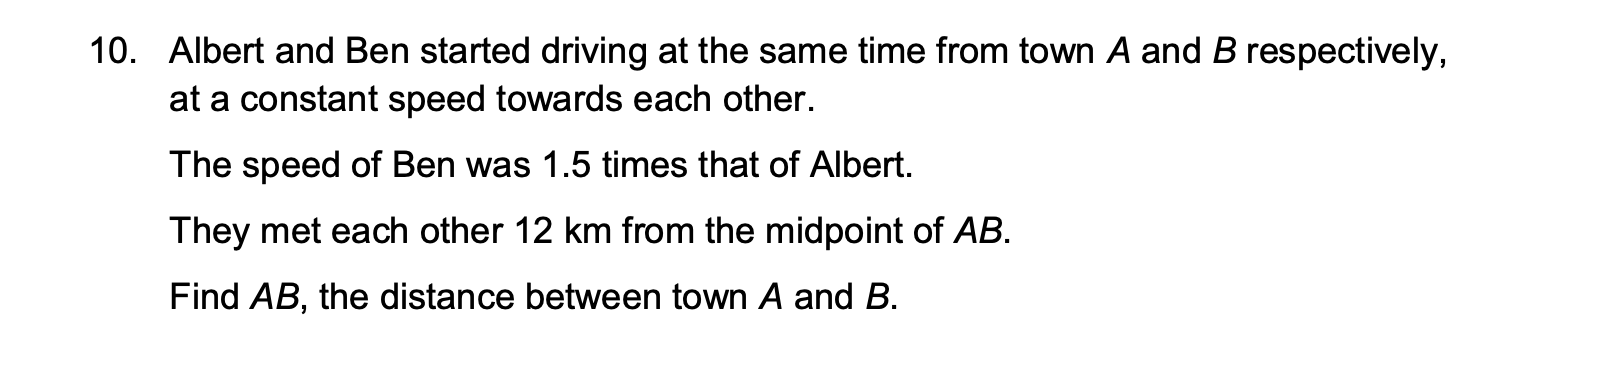 10. Albert and Ben started driving at the same time from town A and B respectively,
at a constant speed towards each other.
The speed of Ben was 1.5 times that of Albert.
They met each other 12 km from the midpoint of AB.
Find AB, the distance between town A and B.